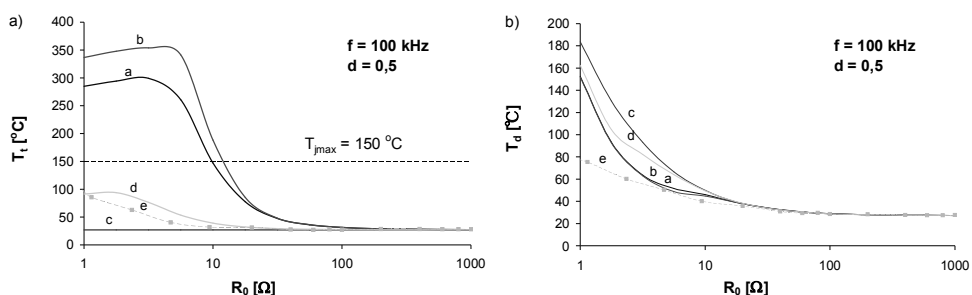 a)
f = 100 kHz
d = 0,5
T_t [°C]
400
350
300
250
200
150
100
50
0
b
a
T_jmax = 150 °C
d
e
c
1
10
100
1000
R_0 [Ω]
b)
f = 100 kHz
d = 0,5
T_d [°C]
200
180
160
140
120
100
80
60
40
20
0
c
d
e
b
a
1
10
100
1000
R_0 [Ω]